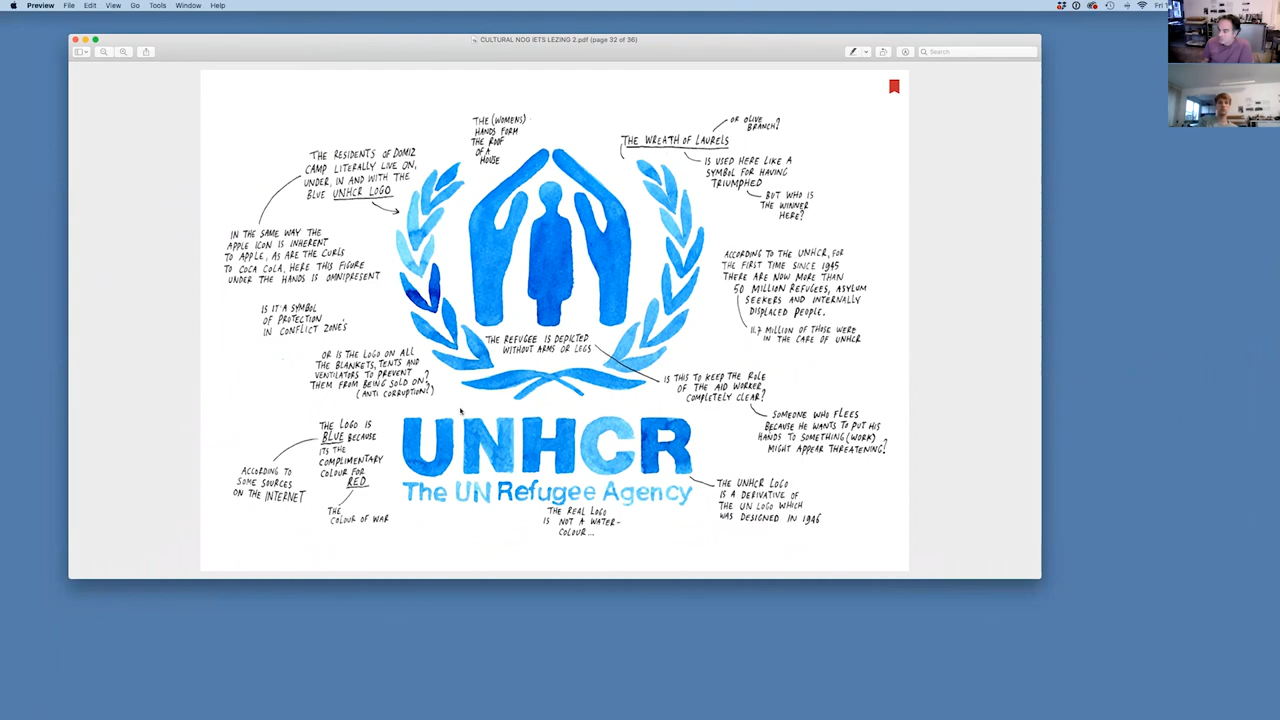 Preview File Edit View Go Tools Window Help
Fri
CULTURAL NOG IETS LEZING 2.pdf (page 32 of 36)
Search
THE (WOMENS)
HANDS FORM
THE ROOF
OF A
HOUSE
OR OLIVE
BRANCH?
THE WREATH OF LAURELS
IS USED HERE LIKE A
SYMBOL FOR HAVING
TRIUMPHED
BUT WHO IS
THE WINNER
HERE?
THE RESIDENTS OF DOMIZ
CAMP LITERALLY LIVE ON,
UNDER, IN AND WITH THE
BLUE UNHCR LOGO
IN THE SAME WAY THE
APPLE ICON IS INHERENT
TO APPLE, AS ARE THE CURLS
TO COCA COLA, HERE THIS FIGURE
UNDER THE HANDS IS OMNIPRESENT
IS IT A SYMBOL
OF PROTECTION
IN CONFLICT ZONE'S
OR IS THE LOGO ON ALL
THE BLANKETS, TENTS AND
VENTILATORS TO PREVENT
THEM FROM BEING SOLD ON?
(ANTI CORRUPTION?)
ACCORDING TO THE UNHCR, FOR
THE FIRST TIME SINCE 1945
THERE ARE NOW MORE THAN
50 MILLION REFUGEES, ASYLUM
SEEKERS AND INTERNALLY
DISPLACED PEOPLE.
11.7 MILLION OF THOSE WERE
IN THE CARE OF UNHCR
THE REFUGEE IS DEPICTED
WITHOUT ARMS OR LEGS
IS THIS TO KEEP THE ROLE
OF THE AID WORKER
COMPLETELY CLEAR?
SOMEONE WHO FLEES
BECAUSE HE WANTS TO PUT HIS
HANDS TO SOMETHING (WORK)
MIGHT APPEAR THREATENING?
THE LOGO IS
BLUE BECAUSE
ITS THE
COMPLIMENTARY
COLOUR FOR
RED
THE
COLOUR OF WAR
ACCORDING TO
SOME SOURCES
ON THE INTERNET
UNHCR
The UN Refugee Agency
THE REAL LOGO
IS NOT A WATER-
COLOUR...
THE UNHCR LOGO
IS A DERIVATIVE OF
THE UN LOGO WHICH
WAS DESIGNED IN 1946